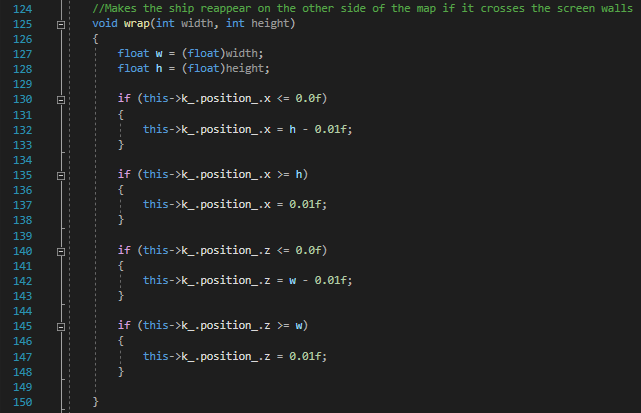 124 //Makes the ship reappear on the other side of the map if it crosses the screen walls
125 void wrap(int width, int height)
126 {
127 float w = (float)width;
128 float h = (float)height;
129
130 if (this->k_.position_.x <= 0.0f)
131 {
132 this->k_.position_.x = h - 0.01f;
133 }
134
135 if (this->k_.position_.x >= h)
136 {
137 this->k_.position_.x = 0.01f;
138 }
139
140 if (this->k_.position_.z <= 0.0f)
141 {
142 this->k_.position_.z = w - 0.01f;
143 }
144
145 if (this->k_.position_.z >= w)
146 {
147 this->k_.position_.z = 0.01f;
148 }
149
150 }